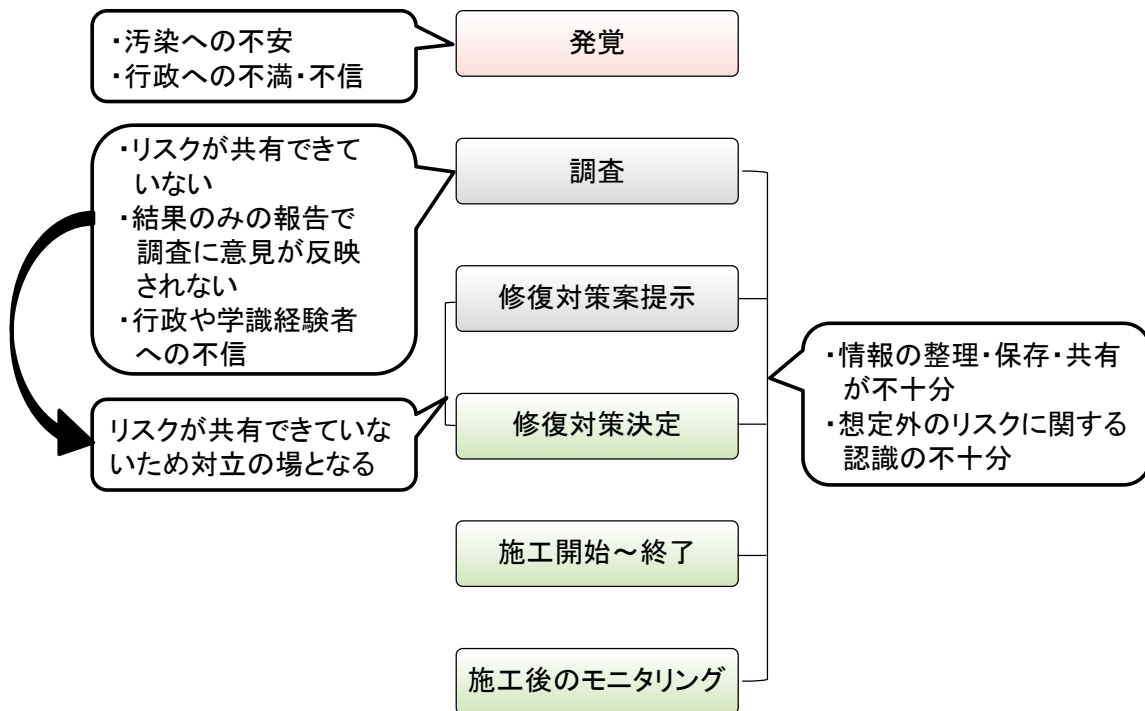 ・汚染への不安
・行政への不満・不信
発覚
・リスクが共有できて
いない
・結果のみの報告で
調査に意見が反映
されない
・行政や学識経験者
への不信
調査
修復対策案提示
リスクが共有できていな
いため対立の場となる
修復対策決定
・情報の整理・保存・共有
が不十分
・想定外のリスクに関する
認識の不十分
施工開始～終了
施工後のモニタリング